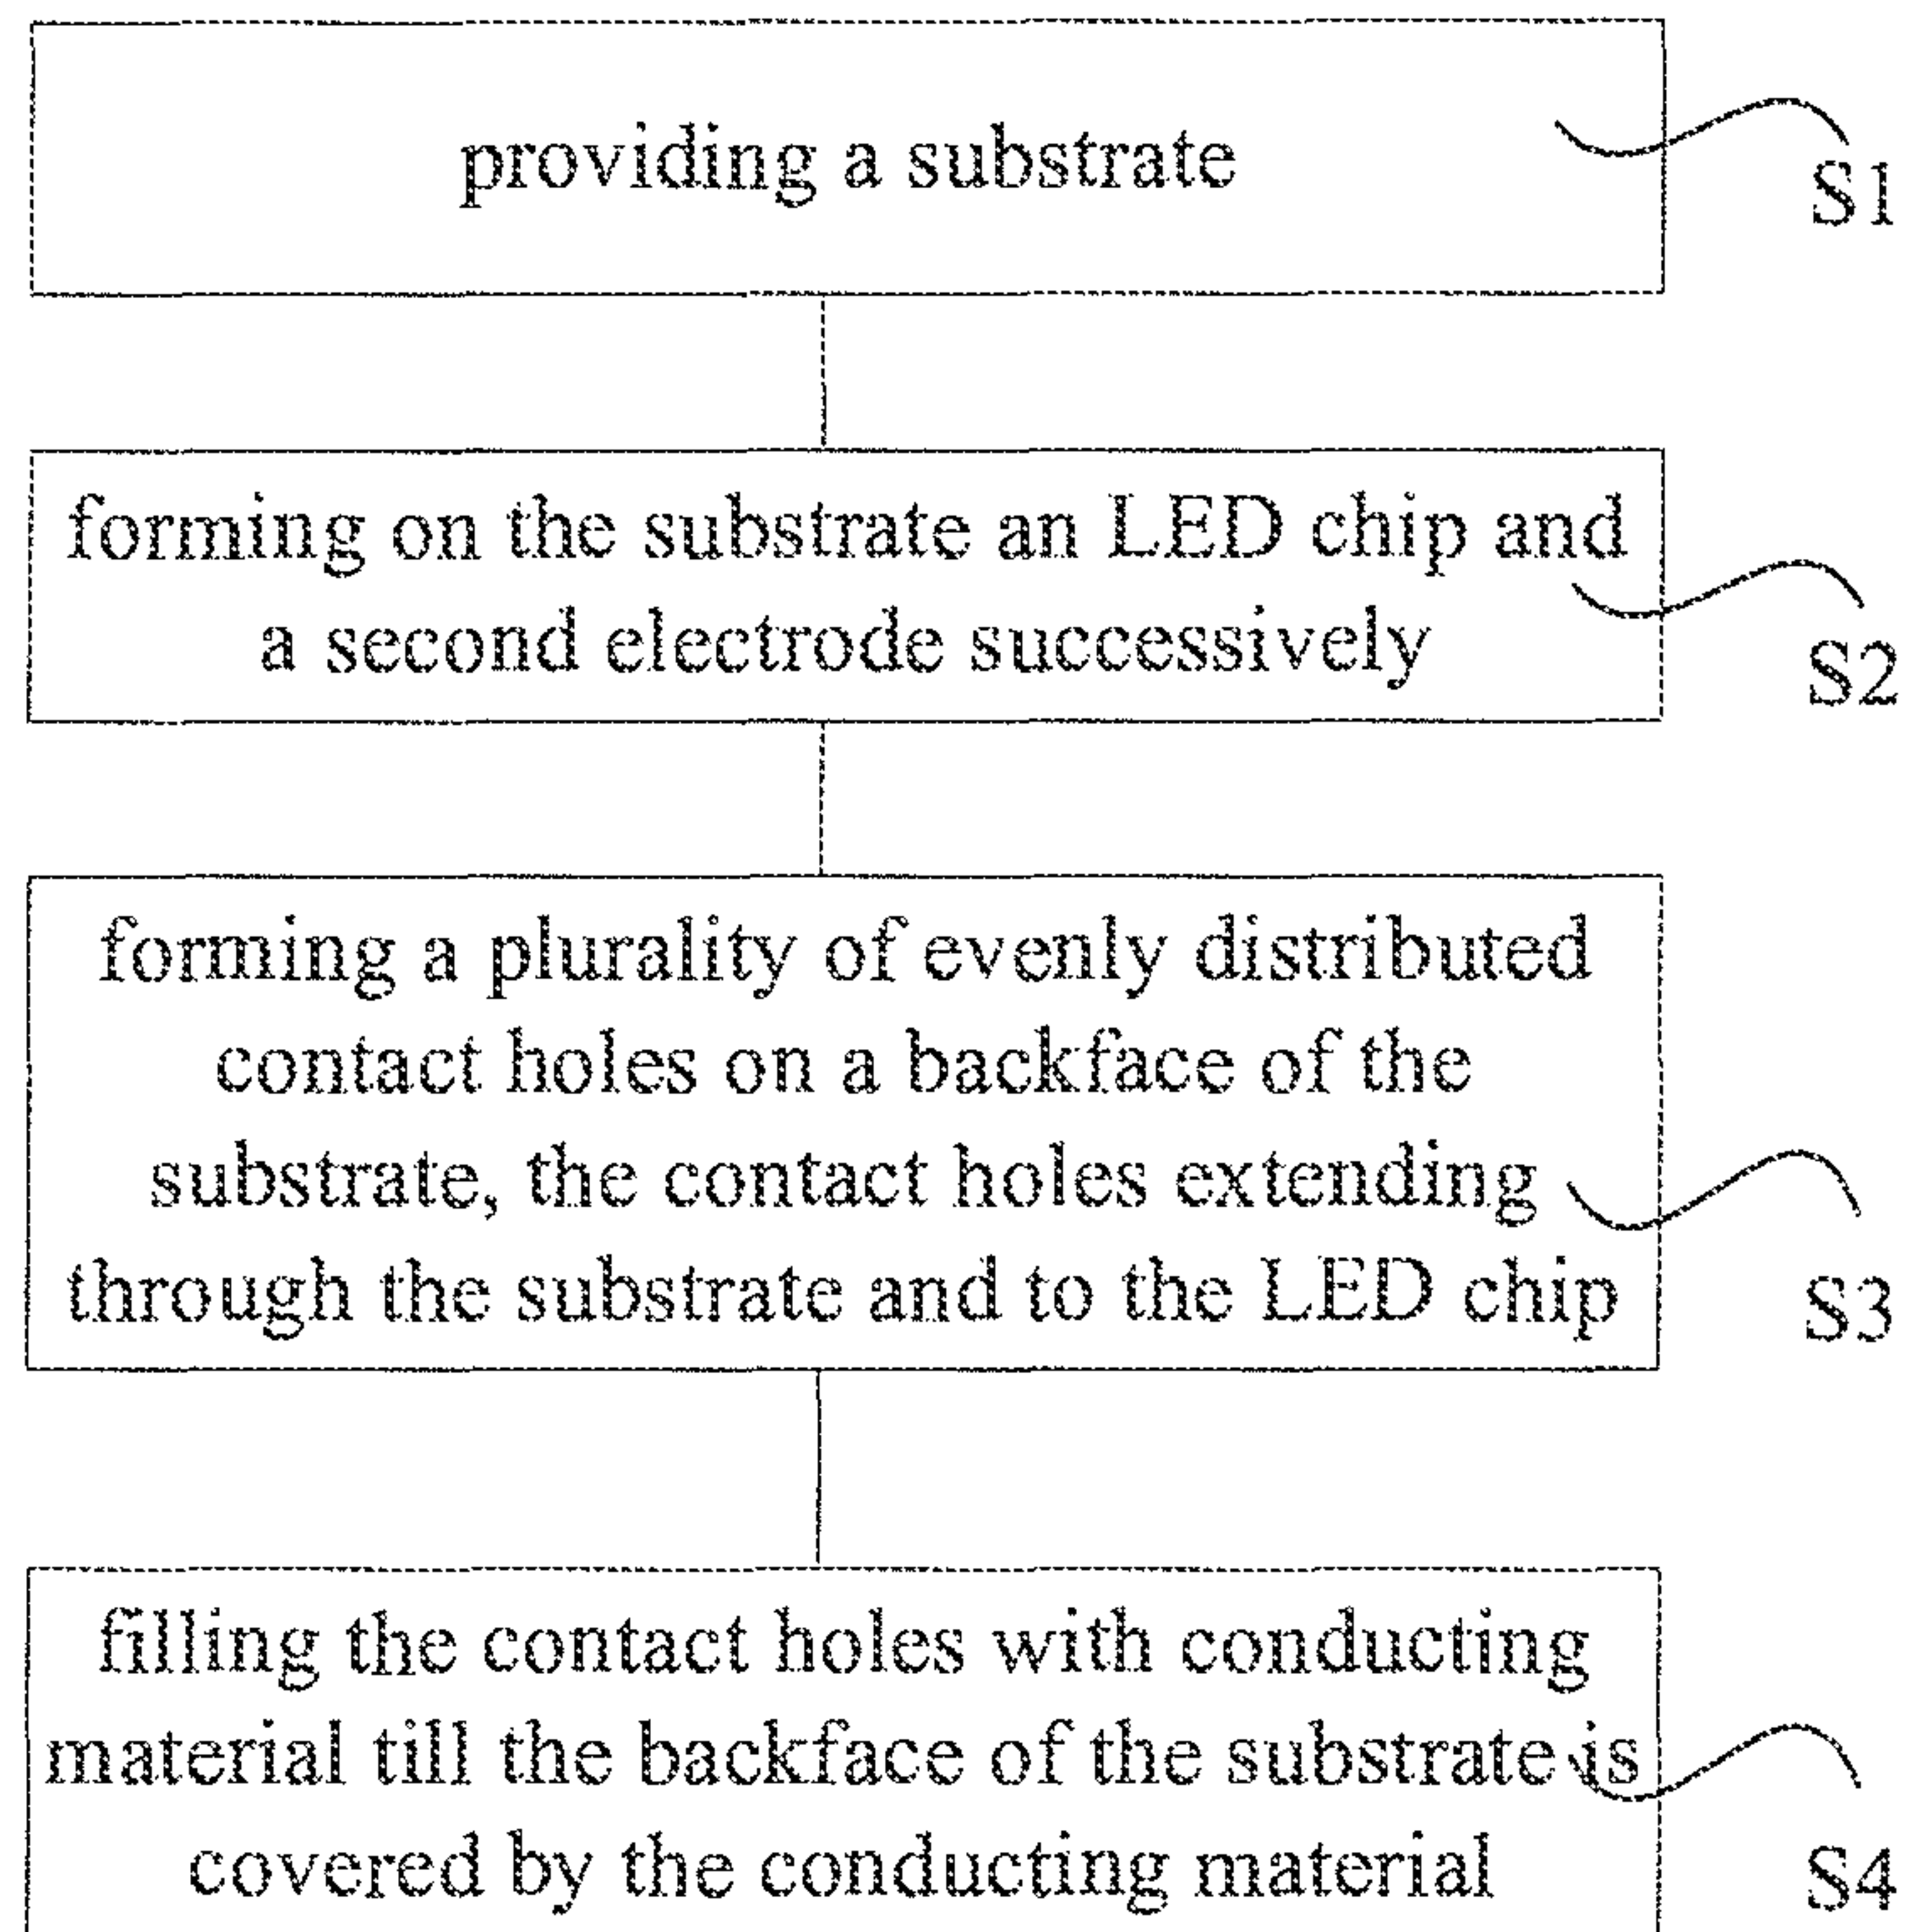 providing a substrate
S1
forming on the substrate an LED chip and
a second electrode successively
S2
forming a plurality of evenly distributed
contact holes on a backface of the
substrate, the contact holes extending
through the substrate and to the LED chip
S3
filling the contact holes with conducting
material till the backface of the substrate is
covered by the conducting material
S4